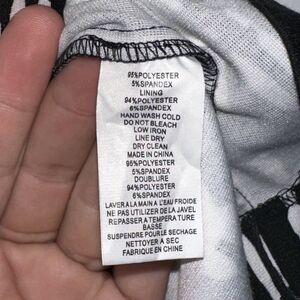 95%POLYESTER
5%SPANDEX
LINING
94%POLYESTER
6%SPANDEX
HAND WASH COLD
DO NOT BLEACH
LOW IRON
LINE DRY
DRY CLEAN
MADE IN CHINA
95%POLYESTER
5%SPANDEX
DOUBLURE
94%POLYESTER
6%SPANDEX
LAVER A LA MAIN A L'EAU FROIDE
NE PAS UTILIZER DE LA JAVEL
REPASSER A TEMPERATURE
BASSE
SUSPENDRE POUR LE SECHAGE
NETTOYER A SEC
FABRIQUE EN CHINE